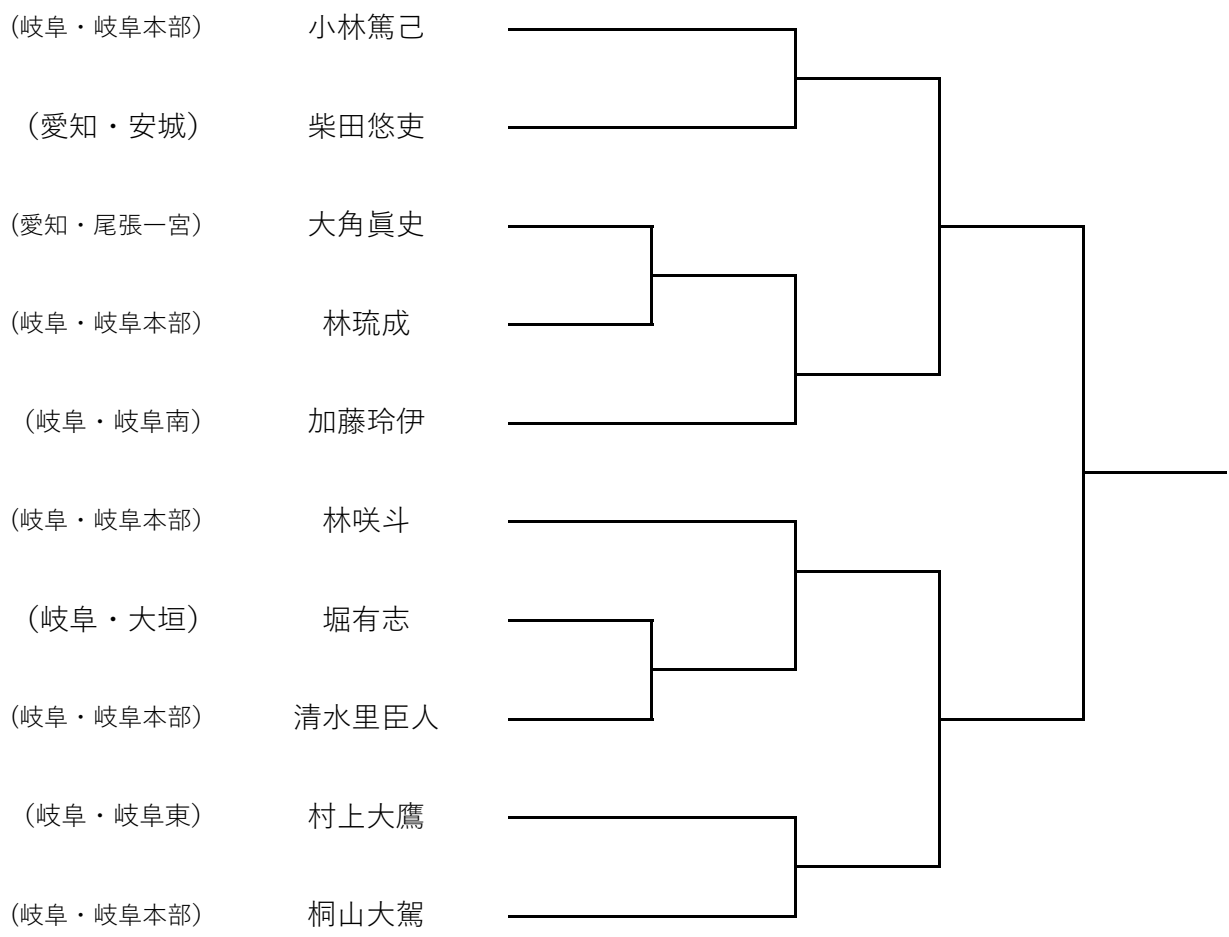 (岐阜・岐阜本部) 小林篤己
(愛知・安城) 柴田悠吏
(愛知・尾張一宮) 大角眞史
(岐阜・岐阜本部) 林琉成
(岐阜・岐阜南) 加藤玲伊
(岐阜・岐阜本部) 林咲斗
(岐阜・大垣) 堀有志
(岐阜・岐阜本部) 清水里臣人
(岐阜・岐阜東) 村上大鷹
(岐阜・岐阜本部) 桐山大駕